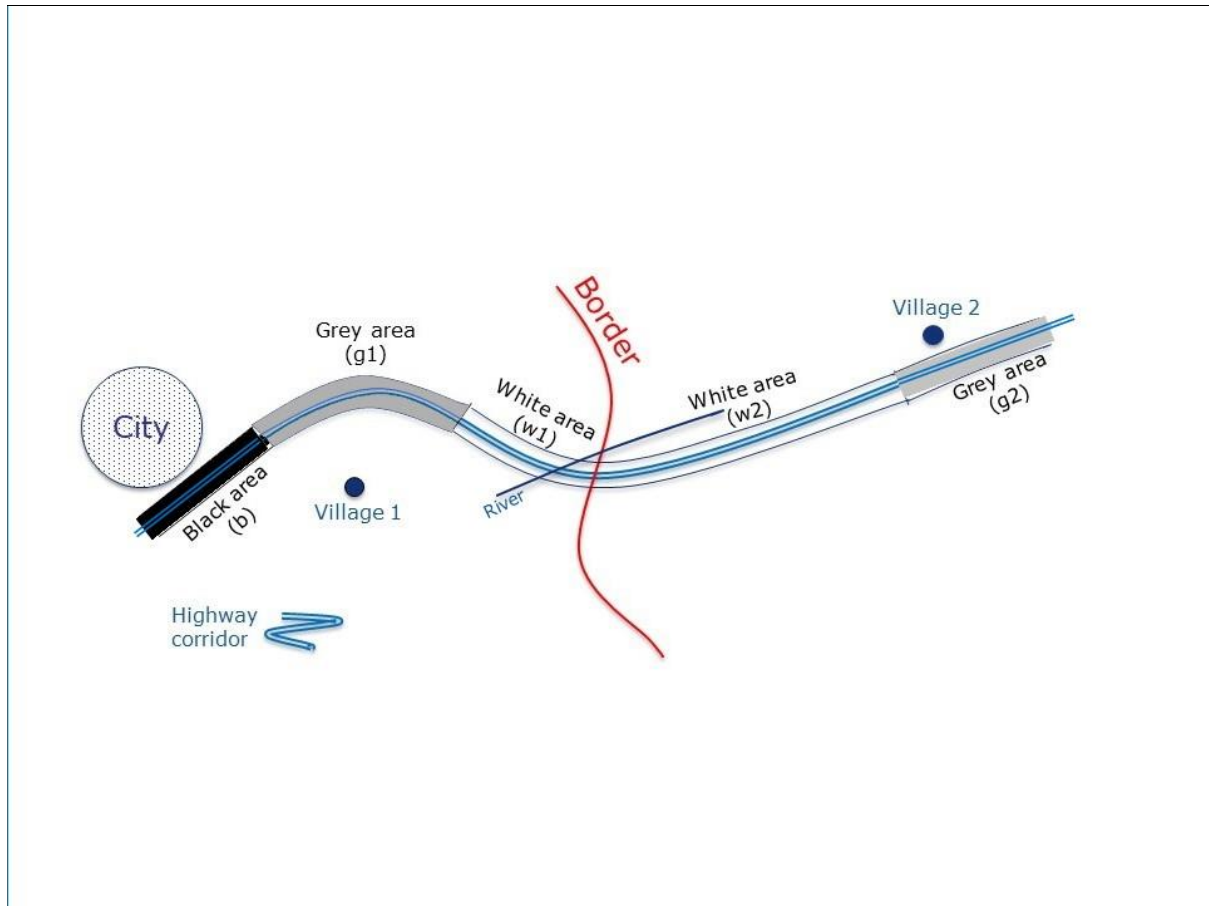 Border
Village 2
Grey area
(g1)
White area
(w1)
White area
(w2)
Grey area
(g2)
City
Black area
(b)
Village 1
River
Highway
corridor